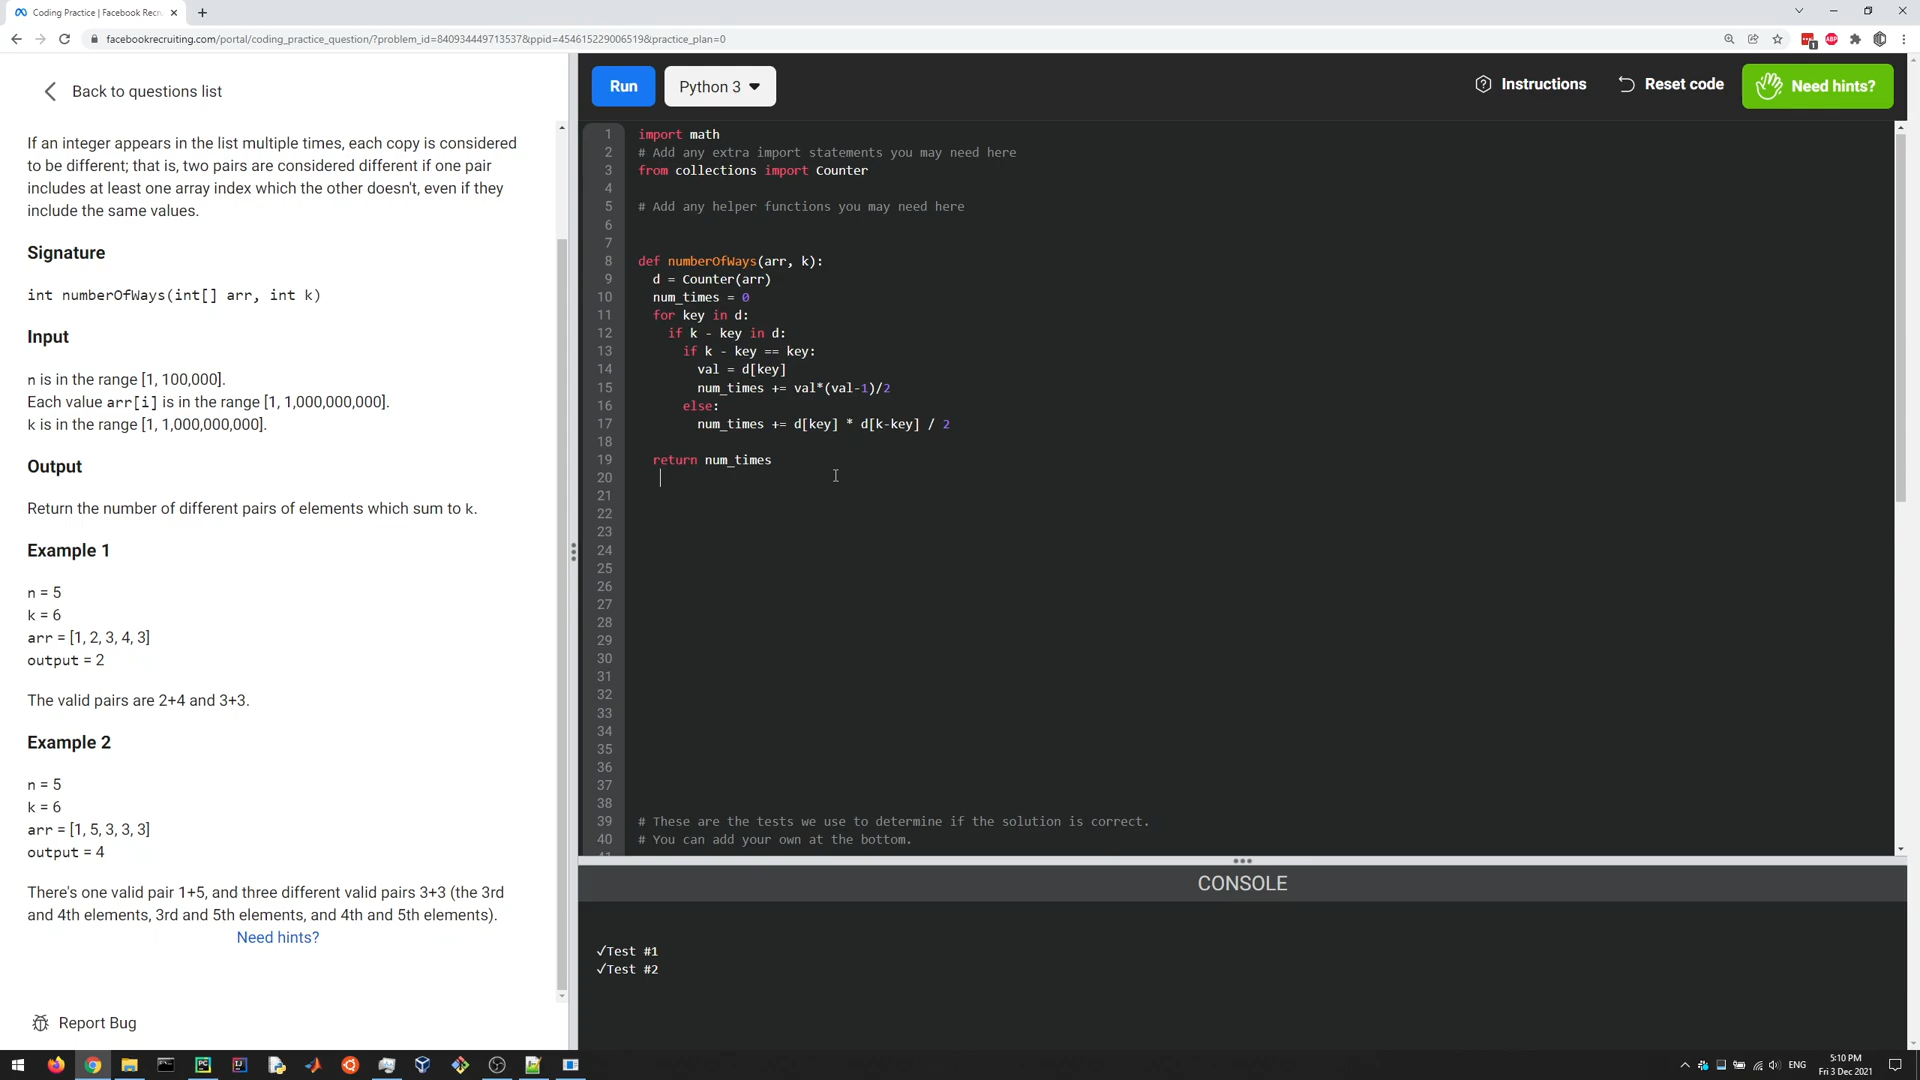 Coding Practice | Facebook Recru
facebookrecruiting.com/portal/coding_practice_question/?problem_id=840934449713537&ppid=454615229006519&practice_plan=0
1
ABP
Back to questions list
If an integer appears in the list multiple times, each copy is considered
to be different; that is, two pairs are considered different if one pair
includes at least one array index which the other doesn't, even if they
include the same values.
Signature
int numberOfWays(int[] arr, int k)
Input
n is in the range [1, 100,000].
Each value arr[i] is in the range [1, 1,000,000,000].
k is in the range [1, 1,000,000,000].
Output
Return the number of different pairs of elements which sum to k.
Example 1
n = 5
k = 6
arr = [1, 2, 3, 4, 3]
output = 2
The valid pairs are 2+4 and 3+3.
Example 2
n = 5
k = 6
arr = [1, 5, 3, 3, 3]
output = 4
There's one valid pair 1+5, and three different valid pairs 3+3 (the 3rd
and 4th elements, 3rd and 5th elements, and 4th and 5th elements).
Need hints?
Report Bug
Run
Python 3
Instructions
Reset code
Need hints?
1 import math
2 # Add any extra import statements you may need here
3 from collections import Counter
4
5 # Add any helper functions you may need here
6
7
8 def numberOfWays(arr, k):
9 d = Counter(arr)
10 num_times = 0
11 for key in d:
12 if k - key in d:
13 if k - key == key:
14 val = d[key]
15 num_times += val*(val-1)/2
16 else:
17 num_times += d[key] * d[k-key] / 2
18
19 return num_times
20
21
22
23
24
25
26
27
28
29
30
31
32
33
34
35
36
37
38
39 # These are the tests we use to determine if the solution is correct.
40 # You can add your own at the bottom.
41
CONSOLE
✓Test #1
✓Test #2
PC
IJ
ENG
5:10 PM
Fri 3 Dec 2021